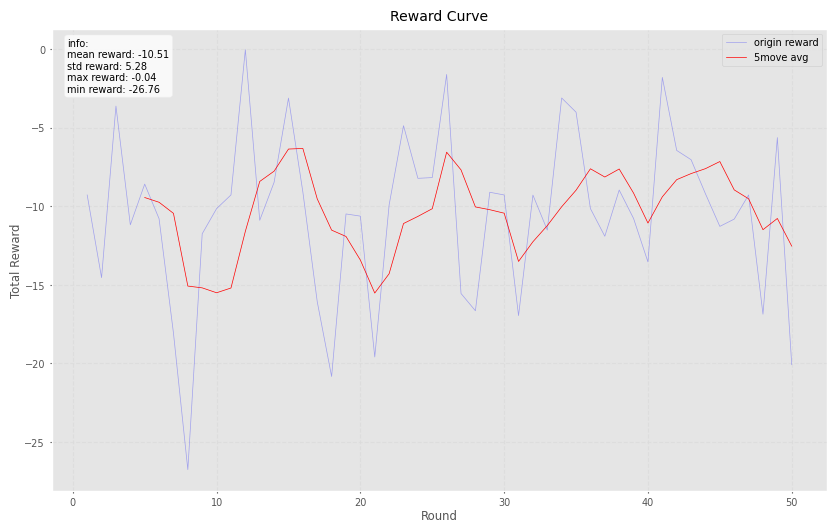 Reward Curve
info:
mean reward: -10.51
std reward: 5.28
max reward: -0.04
min reward: -26.76
origin reward
5move avg
Total Reward
0
−5
−10
−15
−20
−25
0
10
20
30
40
50
Round